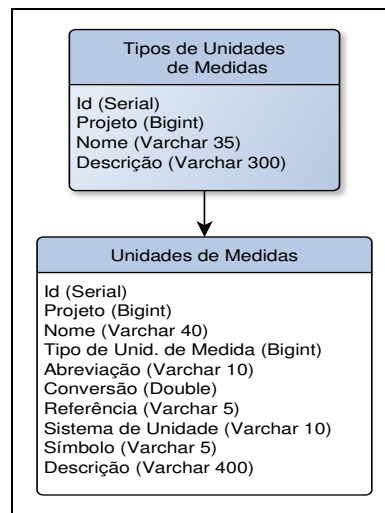 Tipos de Unidades
de Medidas
Id (Serial)
Projeto (Bigint)
Nome (Varchar 35)
Descrição (Varchar 300)
Unidades de Medidas
Id (Serial)
Projeto (Bigint)
Nome (Varchar 40)
Tipo de Unid. de Medida (Bigint)
Abreviação (Varchar 10)
Conversão (Double)
Referência (Varchar 5)
Sistema de Unidade (Varchar 10)
Símbolo (Varchar 5)
Descrição (Varchar 400)